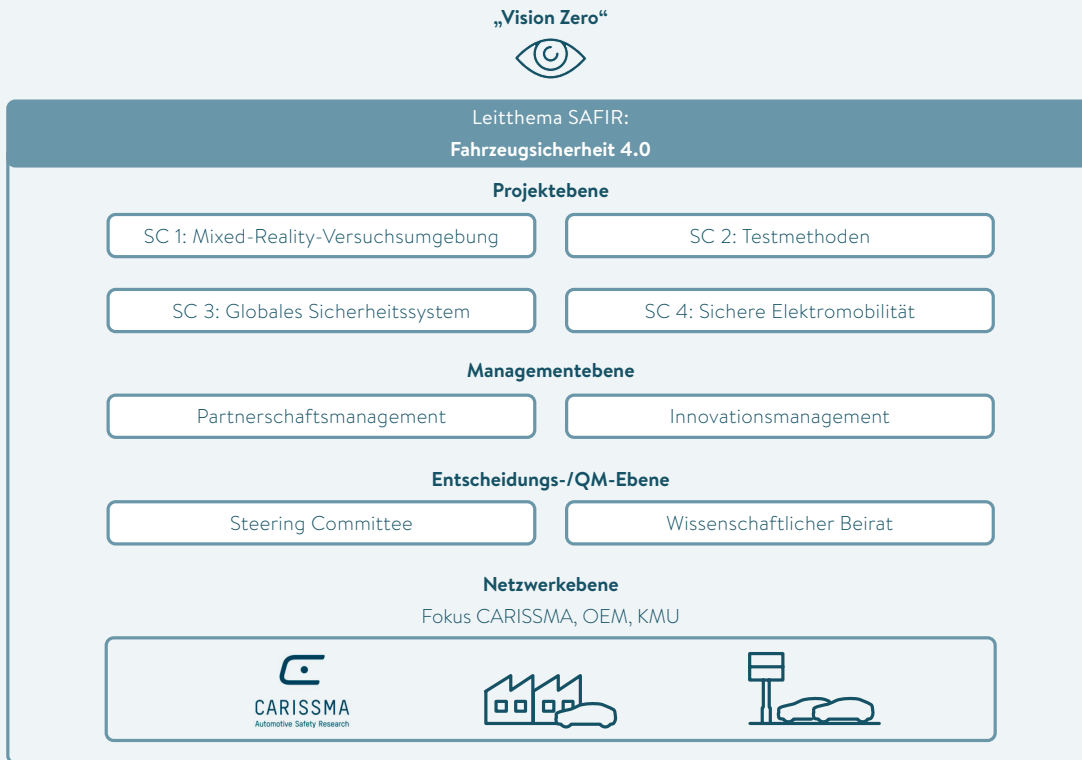 „Vision Zero“
Leitthema SAFIR:
Fahrzeugsicherheit 4.0
Projektebene
SC 1: Mixed-Reality-Versuchsumgebung
SC 2: Testmethoden
SC 3: Globales Sicherheitssystem
SC 4: Sichere Elektromobilität
Managementebene
Partnerschaftsmanagement
Innovationsmanagement
Entscheidungs-/QM-Ebene
Steering Committee
Wissenschaftlicher Beirat
Netzwerkebene
Fokus CARISSMA, OEM, KMU
CARISSMA
Automotive Safety Research